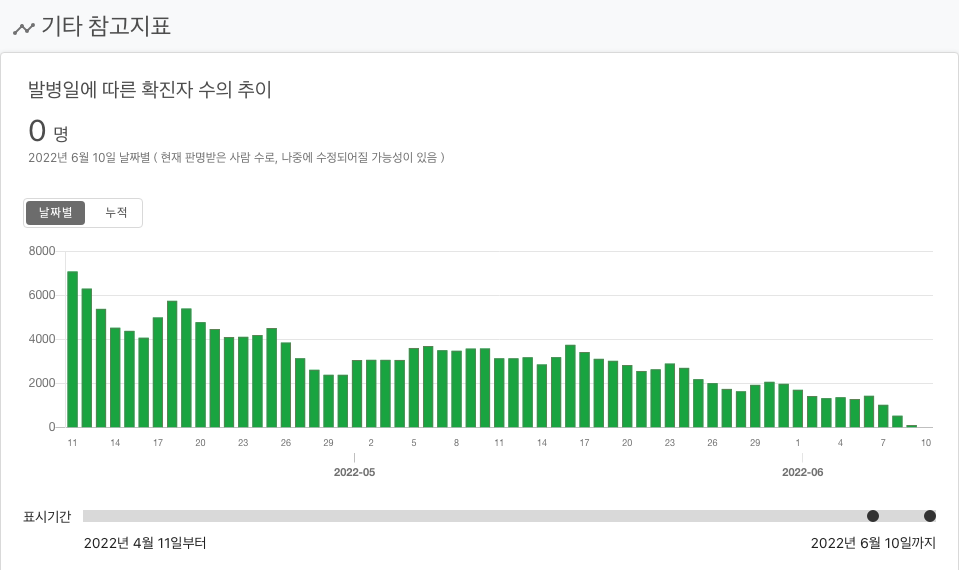 기타 참고지표
발병일에 따른 확진자 수의 추이
0 명
2022년 6월 10일 날짜별 ( 현재 판명받은 사람 수로, 나중에 수정되어질 가능성이 있음 )
날짜별 누적
8000
6000
4000
2000
0
11 14 17 20 23 26 29 2 5 8 11 14 17 20 23 26 29 1 4 7 10
2022-05 2022-06
표시기간
2022년 4월 11일부터 2022년 6월 10일까지